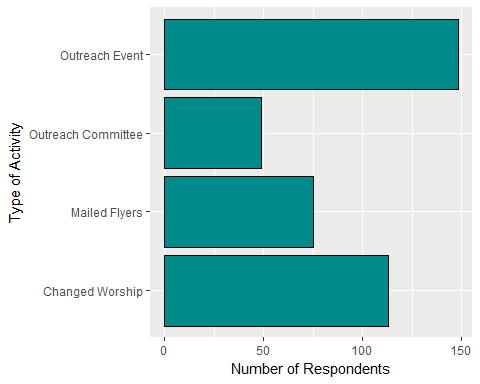 Outreach Event
Outreach Committee
Mailed Flyers
Changed Worship
Type of Activity
0 50 100 150
Number of Respondents